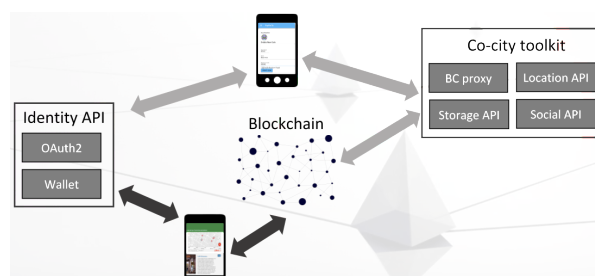 Co-city toolkit
BC proxy
Location API
Storage API
Social API
Identity API
OAuth2
Wallet
Blockchain